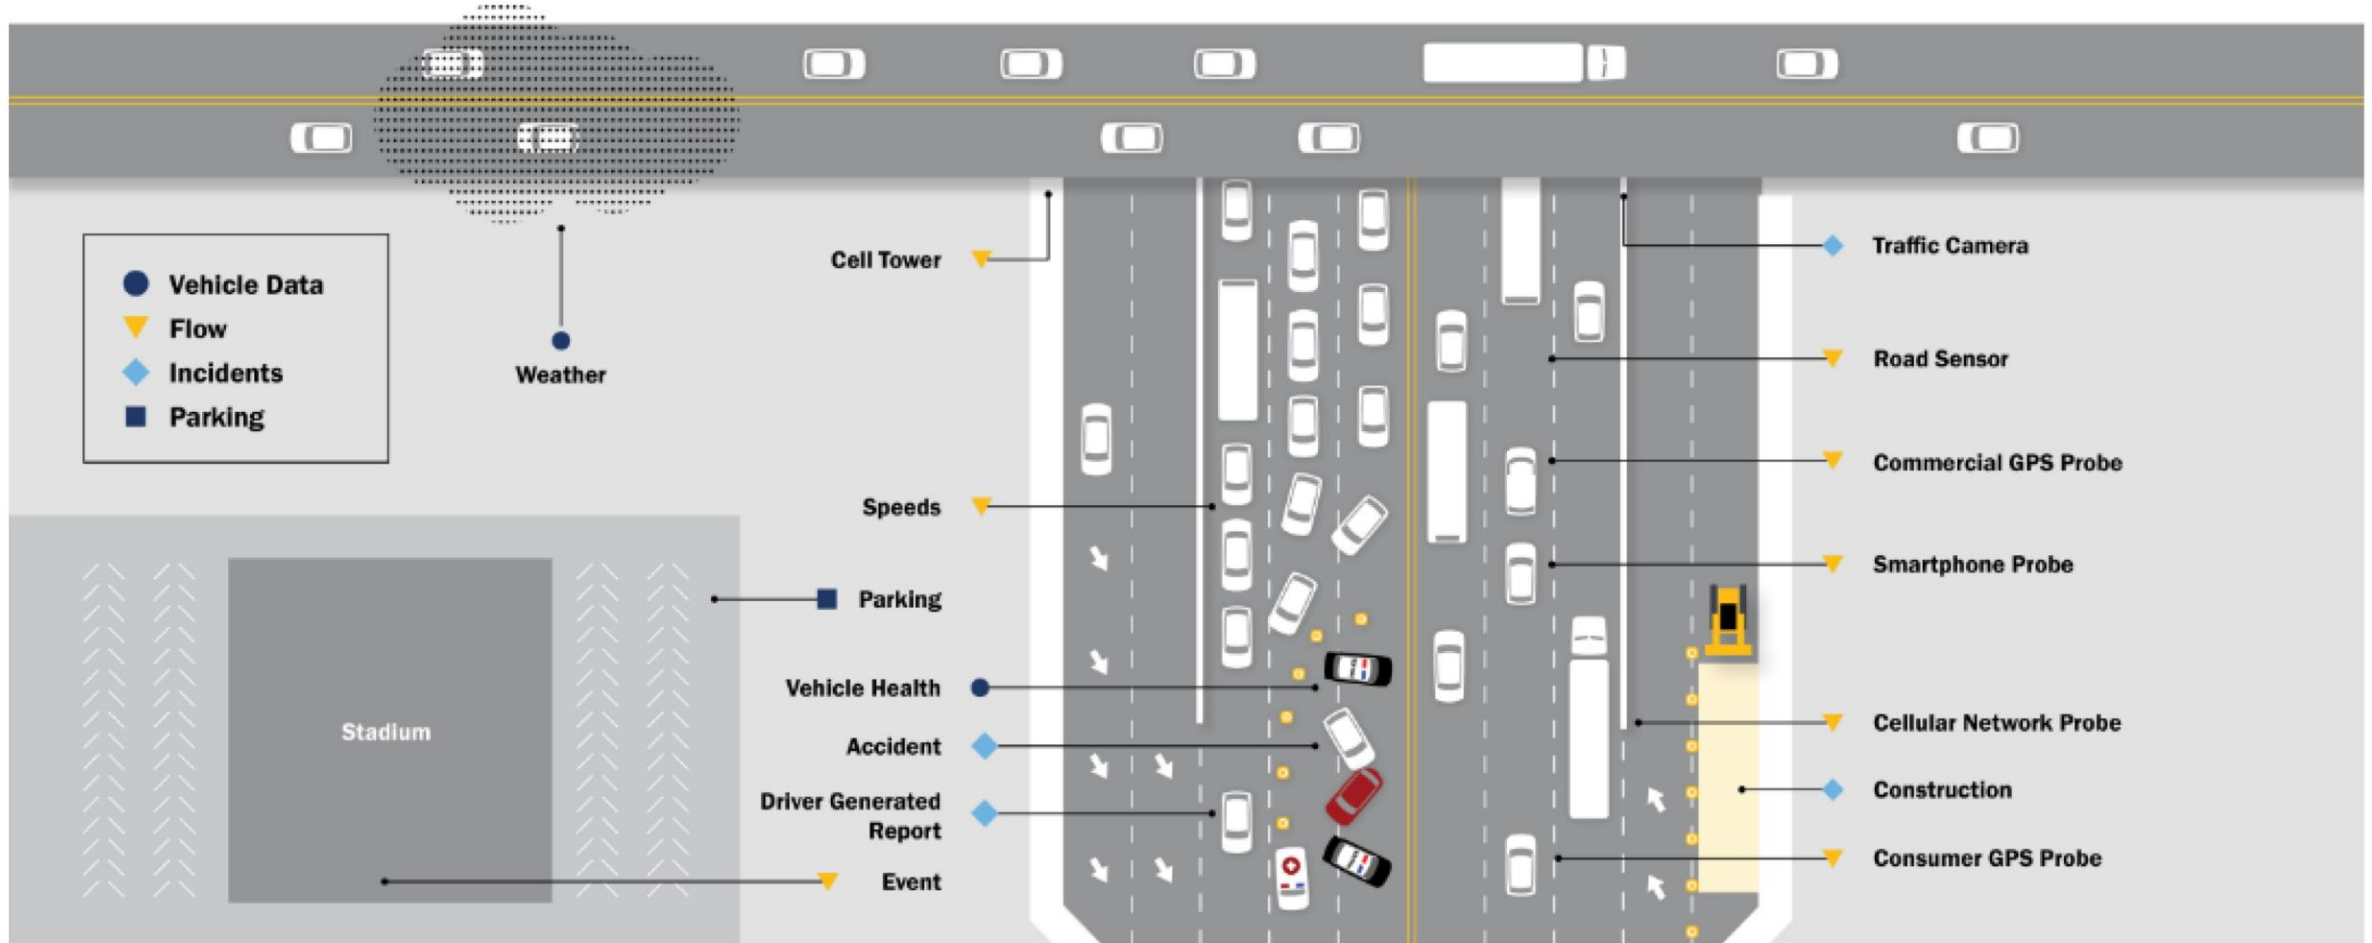 Vehicle Data
Flow
Incidents
Parking
Weather
Stadium
Cell Tower
Speeds
Parking
Vehicle Health
Accident
Driver Generated
Report
Event
Traffic Camera
Road Sensor
Commercial GPS Probe
Smartphone Probe
Cellular Network Probe
Construction
Consumer GPS Probe